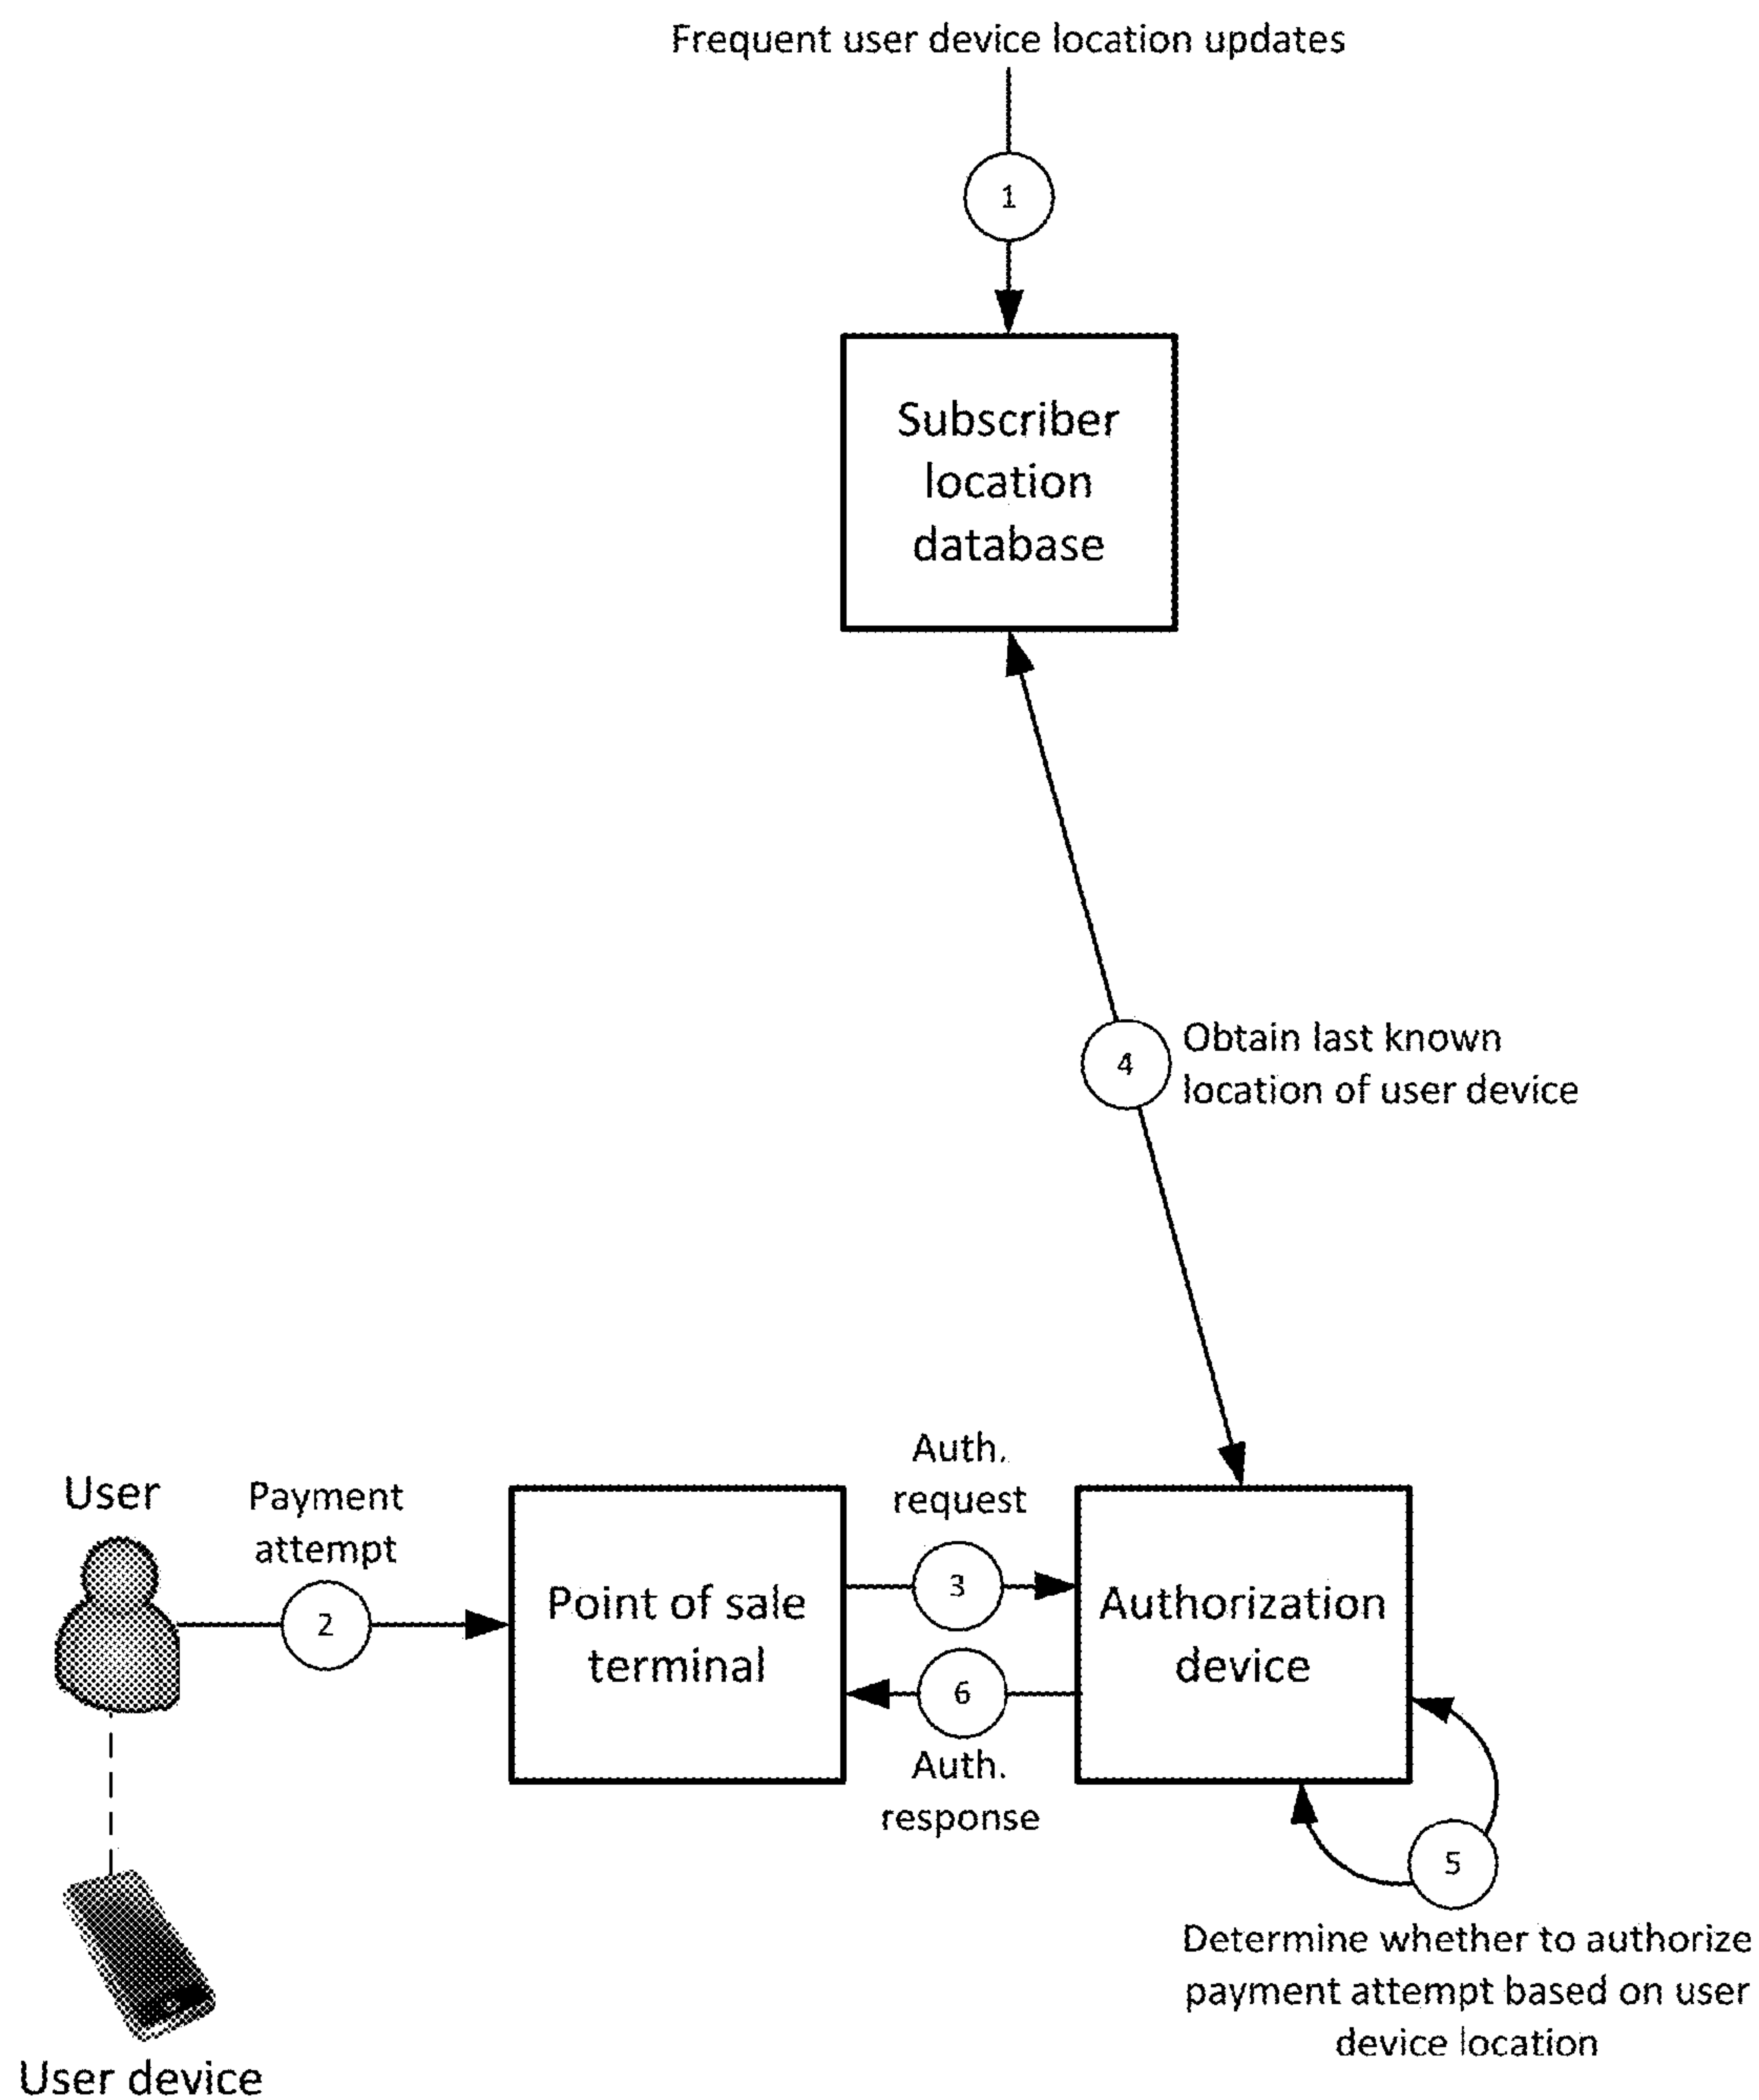 Frequent user device location updates
1
Subscriber
location
database
4
Obtain last known
location of user device
User
Payment
attempt
2
Point of sale
terminal
Auth.
request
3
6
Auth.
response
Authorization
device
5
Determine whether to authorize
payment attempt based on user
device location
User device